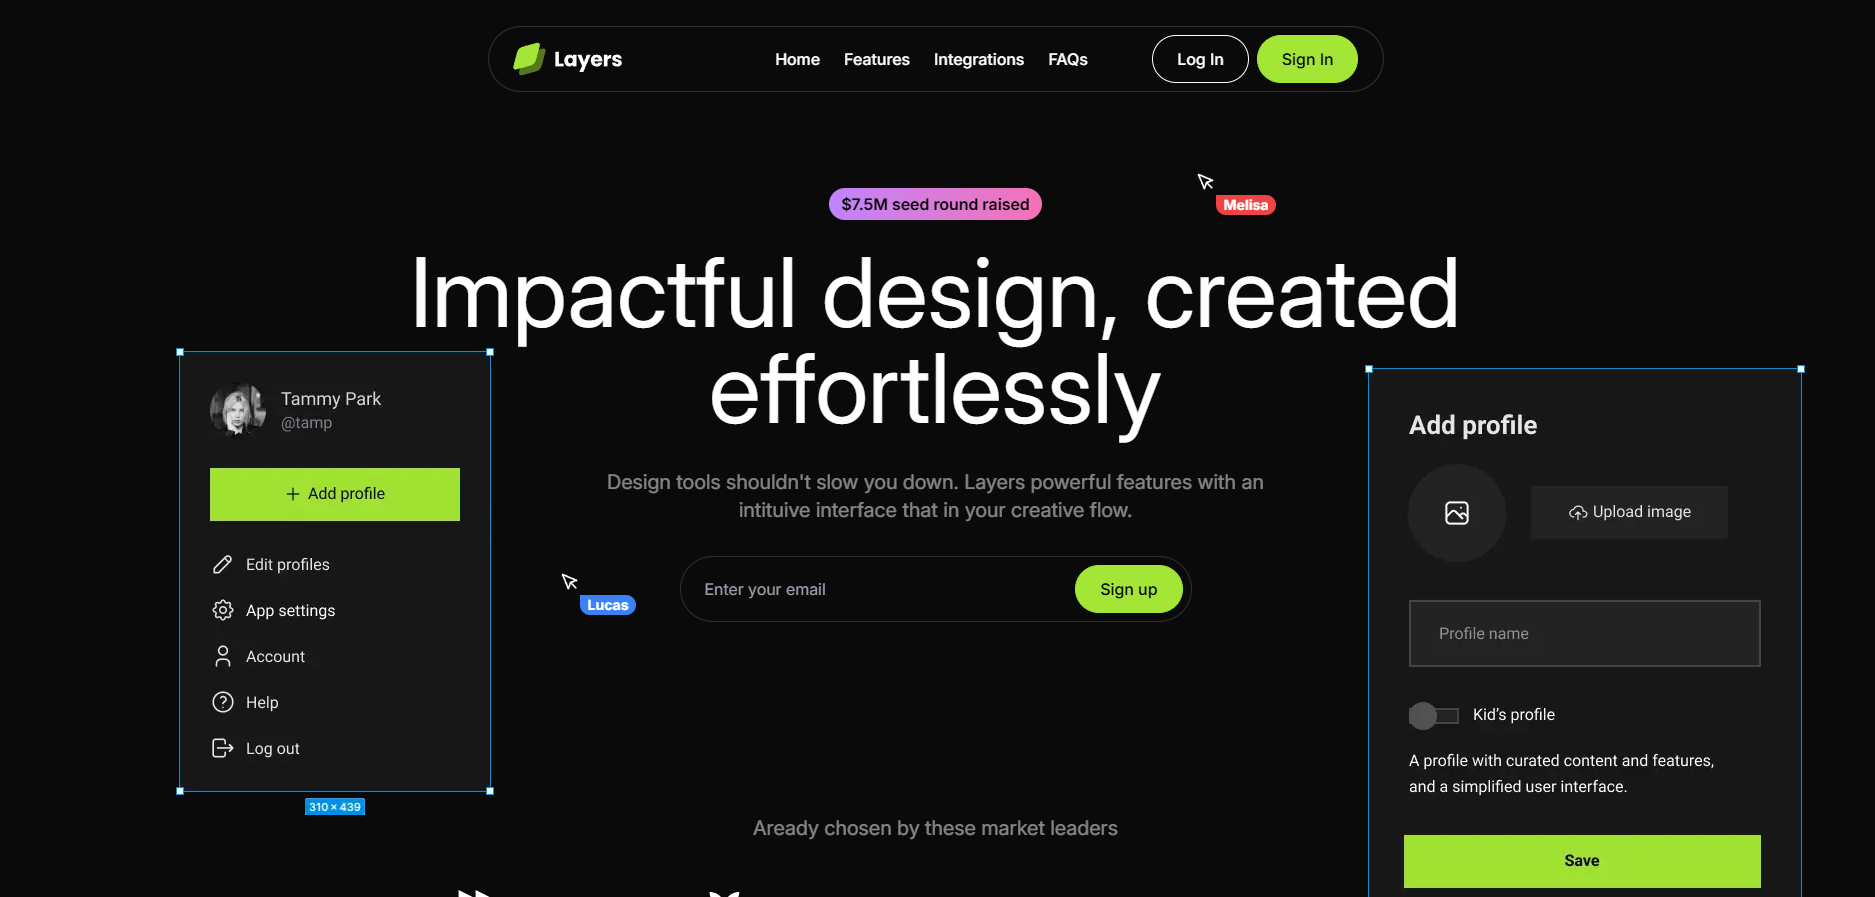 Layers
Home Features Integrations FAQs
Log In Sign In
$7.5M seed round raised
Melisa
Impactful design, created
effortlessly
Tammy Park
@tamp
+ Add profile
Edit profiles
App settings
Account
Help
Log out
310 × 439
Design tools shouldn't slow you down. Layers powerful features with an
intituive interface that in your creative flow.
Enter your email Sign up
Lucas
Aready chosen by these market leaders
Add profile
Upload image
Profile name
Kid’s profile
A profile with curated content and features,
and a simplified user interface.
Save